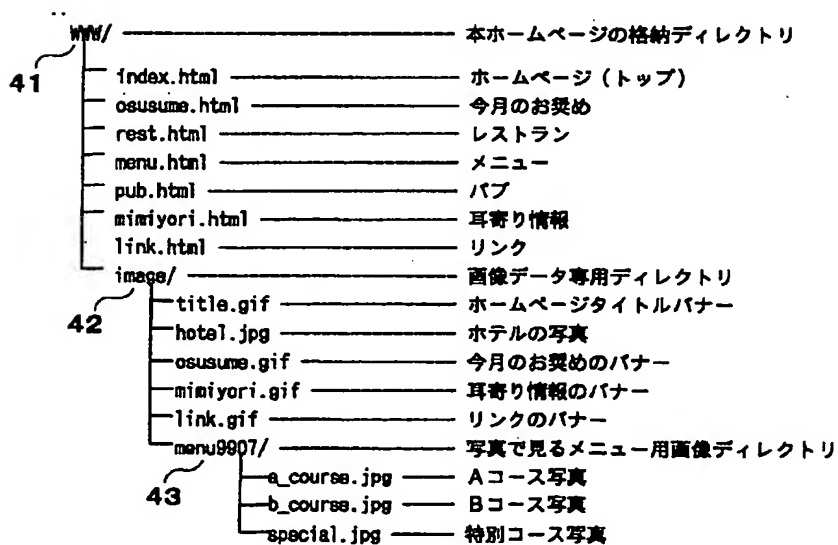 WWW/ 本ホームページの格納ディレクトリ
41
index.html ホームページ(トップ)
osusume.html 今月のお奨め
rest.html レストラン
menu.html メニュー
pub.html パブ
mimiyori.html 耳寄り情報
link.html リンク
image/ 画像データ専用ディレクトリ
42
title.gif ホームページタイトルバナー
hotel.jpg ホテルの写真
osusume.gif 今月のお奨めのバナー
mimiyori.gif 耳寄り情報のバナー
link.gif リンクのバナー
menu9907/ 写真で見るメニュー用画像ディレクトリ
43
a_course.jpg Aコース写真
b_course.jpg Bコース写真
special.jpg 特別コース写真